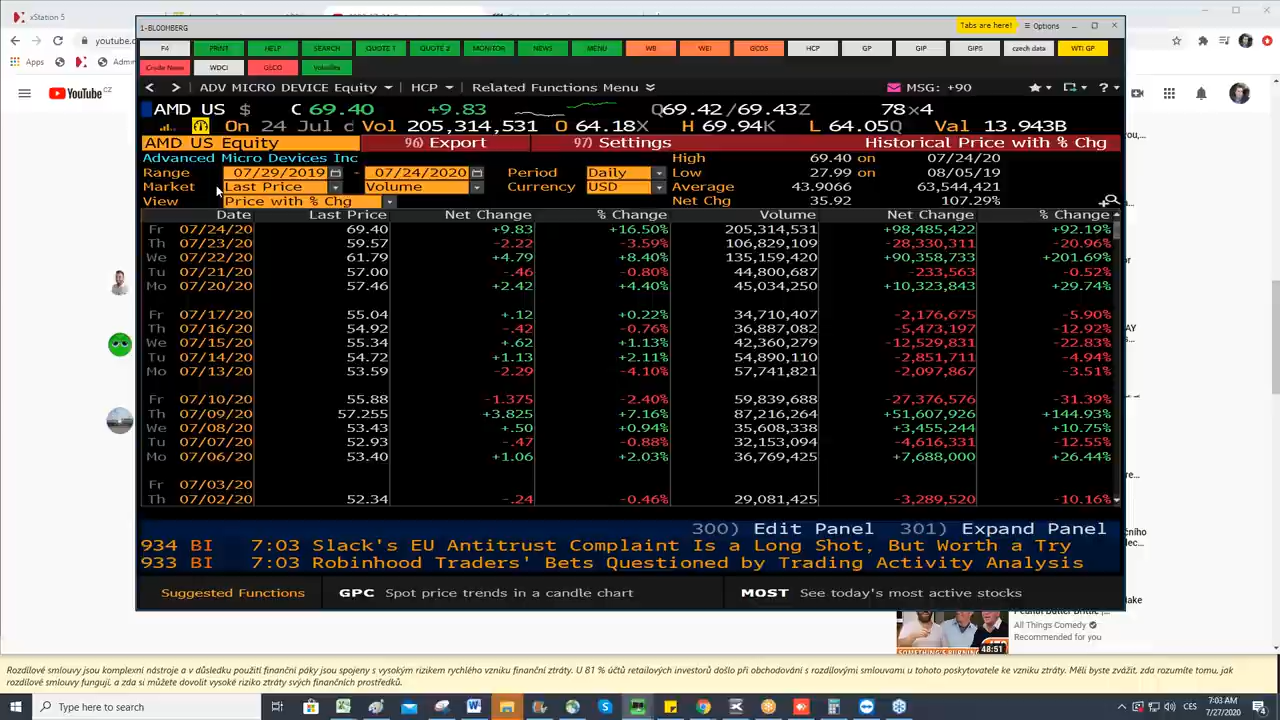 xStation 5
1-BLOOMBERG
Tabs are here!
Options
youtube.c
F4 PRINT HELP SEARCH QUOTE 1 QUOTE 2 MONITOR NEWS MENU WB WEI GCDS HCP GP GIP GIPS czech data WTI GP
Crude News WDCI GECO Volatility
Apps
YouTube CZ
ADV MICRO DEVICE Equity HCP Related Functions Menu MSG: +90
AMD US $ C 69.40 +9.83 Q69.42/69.43Z 78×4
On 24 Jul d Vol 205,314,531 O 64.18X H 69.94K L 64.05Q Val 13.943B
AMD US Equity 96) Export 97) Settings Historical Price with % Chg
Advanced Micro Devices Inc High 69.40 on 07/24/20
Range 07/29/2019 - 07/24/2020 Period Daily Low 27.99 on 08/05/19
Market Last Price Volume Currency USD Average 43.9066 63,544,421
View Price with % Chg Net Chg 35.92 107.29%
Date Last Price Net Change % Change Volume Net Change % Change
Fr 07/24/20 69.40 +9.83 +16.50% 205,314,531 +98,485,422 +92.19%
Th 07/23/20 59.57 -2.22 -3.59% 106,829,109 -28,330,311 -20.96%
We 07/22/20 61.79 +4.79 +8.40% 135,159,420 +90,358,733 +201.69%
Tu 07/21/20 57.00 -.46 -0.80% 44,800,687 -233,563 -0.52%
Mo 07/20/20 57.46 +2.42 +4.40% 45,034,250 +10,323,843 +29.74%
Fr 07/17/20 55.04 +.12 +0.22% 34,710,407 -2,176,675 -5.90%
Th 07/16/20 54.92 -.42 -0.76% 36,887,082 -5,473,197 -12.92%
We 07/15/20 55.34 +.62 +1.13% 42,360,279 -12,529,831 -22.83%
Tu 07/14/20 54.72 +1.13 +2.11% 54,890,110 -2,851,711 -4.94%
Mo 07/13/20 53.59 -2.29 -4.10% 57,741,821 -2,097,867 -3.51%
Fr 07/10/20 55.88 -1.375 -2.40% 59,839,688 -27,376,576 -31.39%
Th 07/09/20 57.255 +3.825 +7.16% 87,216,264 +51,607,926 +144.93%
We 07/08/20 53.43 +.50 +0.94% 35,608,338 +3,455,244 +10.75%
Tu 07/07/20 52.93 -.47 -0.88% 32,153,094 -4,616,331 -12.55%
Mo 07/06/20 53.40 +1.06 +2.03% 36,769,425 +7,688,000 +26.44%
Fr 07/03/20
Th 07/02/20 52.34 -.24 -0.46% 29,081,425 -3,289,520 -10.16%
300) Edit Panel 301) Expand Panel
934 BI 7:03 Slack's EU Antitrust Complaint Is a Long Shot, But Worth a Try
933 BI 7:03 Robinhood Traders' Bets Questioned by Trading Activity Analysis
Suggested Functions GPC Spot price trends in a candle chart MOST See today's most active stocks
All Things Comedy
Recommended for you
SOMETHING'S BURNING
48:51
Rozdílové smlouvy jsou komplexní nástroje a v důsledku použití finanční páky jsou spojeny s vysokým rizikem rychlého vzniku finanční ztráty. U 81 % účtů retailových investorů došlo při obchodování s rozdílovými smlouvami u tohoto poskytovatele ke vzniku ztráty. Měli byste zvážit, zda rozumíte tomu, jak
rozdílové smlouvy fungují, a zda si můžete dovolit vysoké riziko ztráty svých finančních prostředků.
Type here to search
CES
7:03 AM
7/27/2020